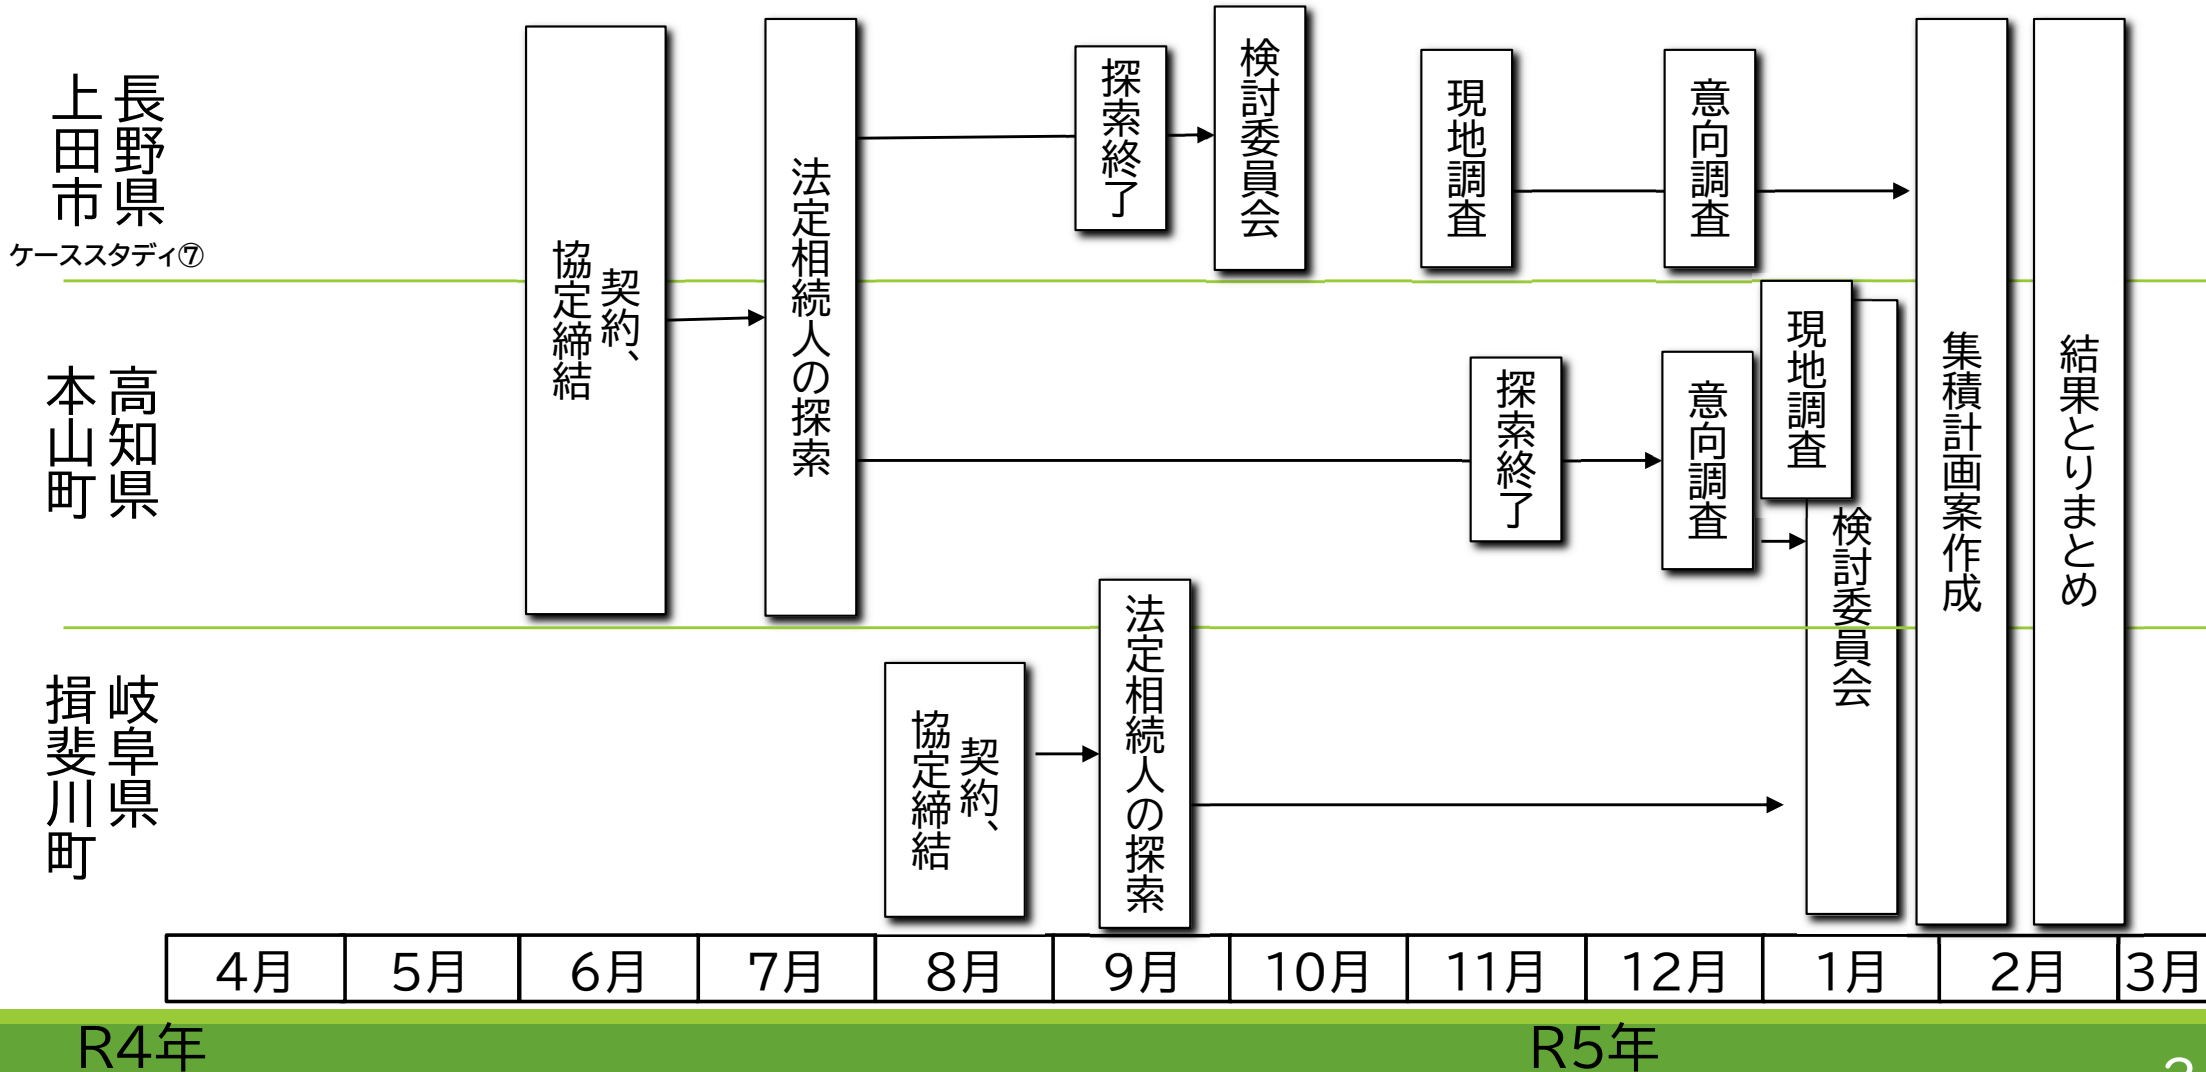 長野県
上田市
ケーススタディ⑦
契約、
協定締結
法定相続人の探索
探索終了
検討委員会
現地調査
意向調査
高知県
本山町
探索終了
意向調査
現地調査
検討委員会
集積計画案作成
結果とりまとめ
岐阜県
揖斐川町
契約、
協定締結
法定相続人の探索
4月
5月
6月
7月
8月
9月
10月
11月
12月
1月
2月
3月
R4年
R5年